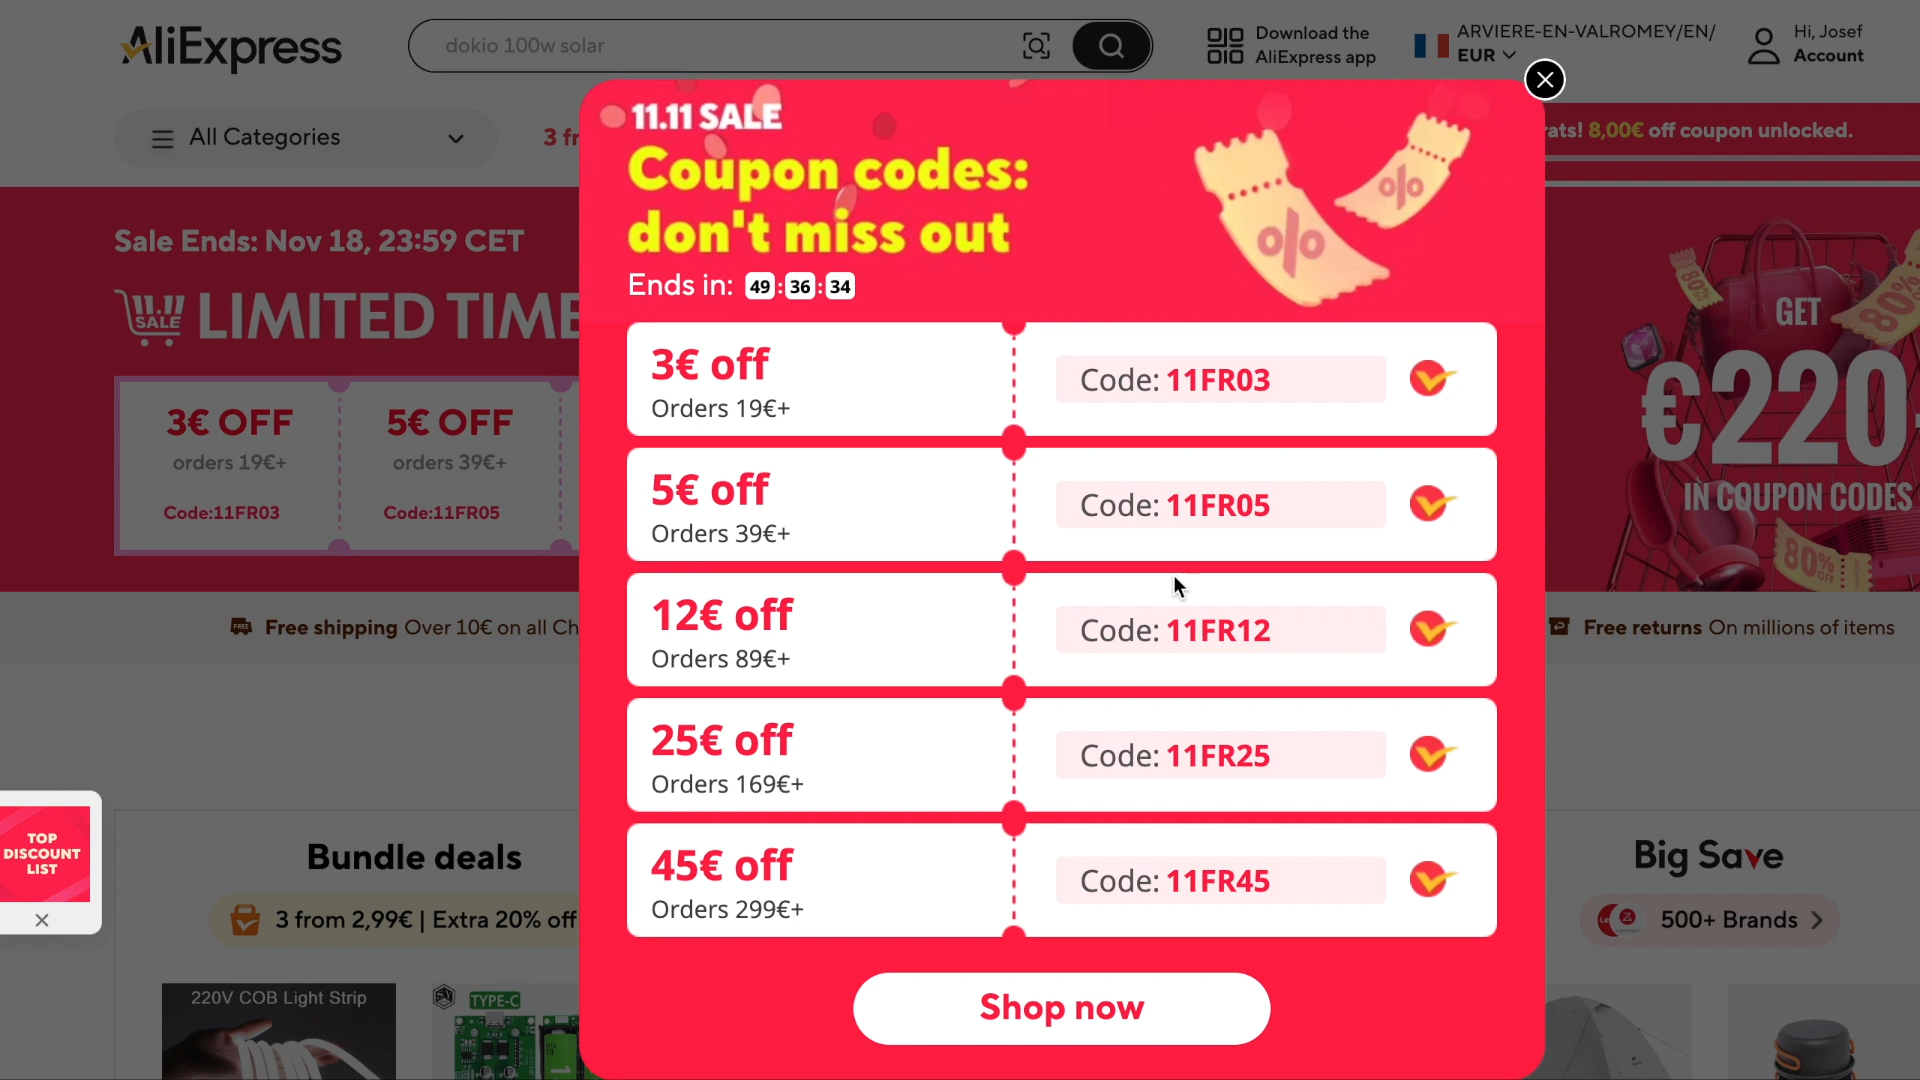 AliExpress
dokio 100w solar
Download the
AliExpress app
ARVIERE-EN-VALROMEY/EN/
EUR
Hi, Josef
Account
All Categories
3 fr
ats! 8,00€ off coupon unlocked.
Sale Ends: Nov 18, 23:59 CET
SALE
LIMITED TIME
3€ OFF
orders 19€+
Code:11FR03
5€ OFF
orders 39€+
Code:11FR05
11.11 SALE
Coupon codes:
don't miss out
Ends in: 49:36:34
%
%
3€ off
Orders 19€+
Code: 11FR03
5€ off
Orders 39€+
Code: 11FR05
12€ off
Orders 89€+
Code: 11FR12
25€ off
Orders 169€+
Code: 11FR25
45€ off
Orders 299€+
Code: 11FR45
Shop now
80%
80%
GET
€220
IN COUPON CODES
80%
OFF
FREE
Free shipping Over 10€ on all Ch
Free returns On millions of items
TOP
DISCOUNT
LIST
Bundle deals
3 from 2,99€ | Extra 20% off
220V COB Light Strip
TYPE-C
Big Save
500+ Brands